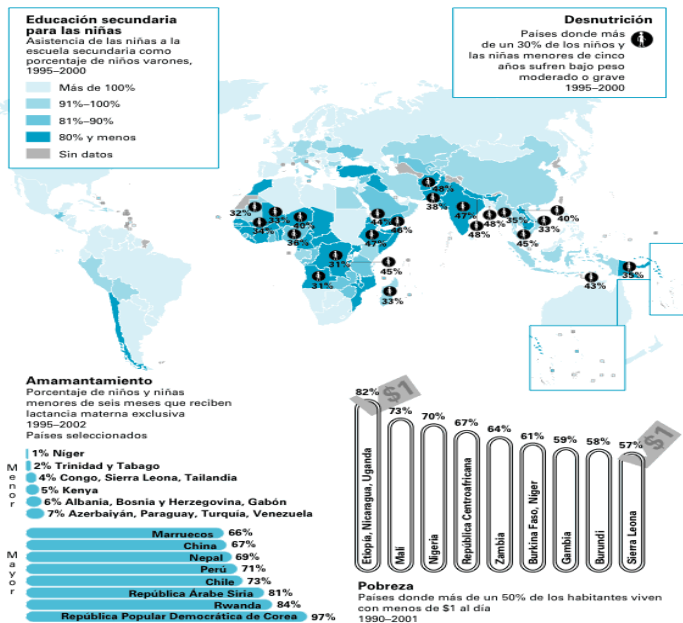 Educación secundaria
para las niñas
Asistencia de las niñas a la
escuela secundaria como
porcentaje de niños varones,
1995–2000
Más de 100%
91%–100%
81%–90%
80% y menos
Sin datos
Desnutrición
Países donde más
de un 30% de los niños y
las niñas menores de cinco
años sufren bajo peso
moderado o grave
1995–2000
32%
33%
34%
40%
36%
31%
31%
44%
46%
47%
45%
33%
48%
38%
47%
48%
48%
35%
45%
33%
40%
43%
35%
Amamantamiento
Porcentaje de niños y niñas
menores de seis meses que reciben
lactancia materna exclusiva
1995–2002
Países seleccionados
Menor
1% Níger
2% Trinidad y Tabago
4% Congo, Sierra Leona, Tailandia
5% Kenya
6% Albania, Bosnia y Herzegovina, Gabón
7% Azerbaiyán, Paraguay, Turquía, Venezuela
Mayor
Marruecos 66%
China 67%
Nepal 69%
Perú 71%
Chile 73%
República Árabe Siria 81%
Rwanda 84%
República Popular Democrática de Corea 97%
82% $1
Etiopía, Nicaragua, Uganda
73%
Malí
70%
Nigeria
67%
República Centroafricana
64%
Zambia
61%
Burkina Faso, Níger
59%
Gambia
58%
Burundi
57% $1
Sierra Leona
Pobreza
Países donde más de un 50% de los habitantes viven
con menos de $1 al día
1990–2001